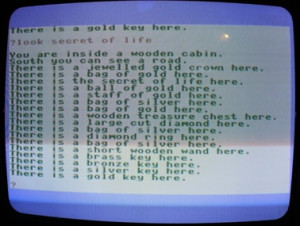 There is a gold key here.
?look secret of life
You are inside a wooden cabin.
South you can see a road.
There is a jewelled gold crown here.
There is a bag of gold here.
There is the secret of life here.
There is a ball of gold here.
There is a staff of gold here.
There is a bag of silver here.
There is a bag of gold here.
There is a wooden treasure chest here.
There is a large cut diamond here.
There is a bag of silver here.
There is a diamond ring here.
There is a bag of silver here.
There is a short wooden wand here.
There is a brass key here.
There is a bronze key here.
There is a silver key here.
There is a gold key here.
?